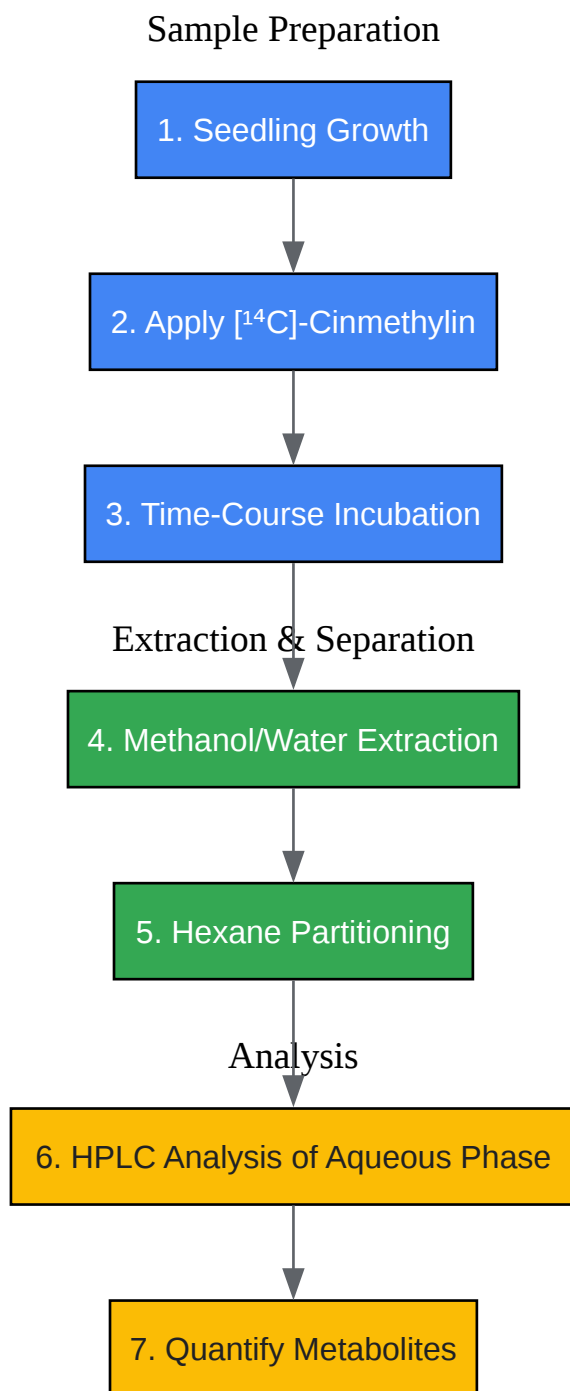 Sample Preparation
1. Seedling Growth
2. Apply [¹⁴C]-Cinmethylin
3. Time-Course Incubation
Extraction & Separation
4. Methanol/Water Extraction
5. Hexane Partitioning
Analysis
6. HPLC Analysis of Aqueous Phase
7. Quantify Metabolites